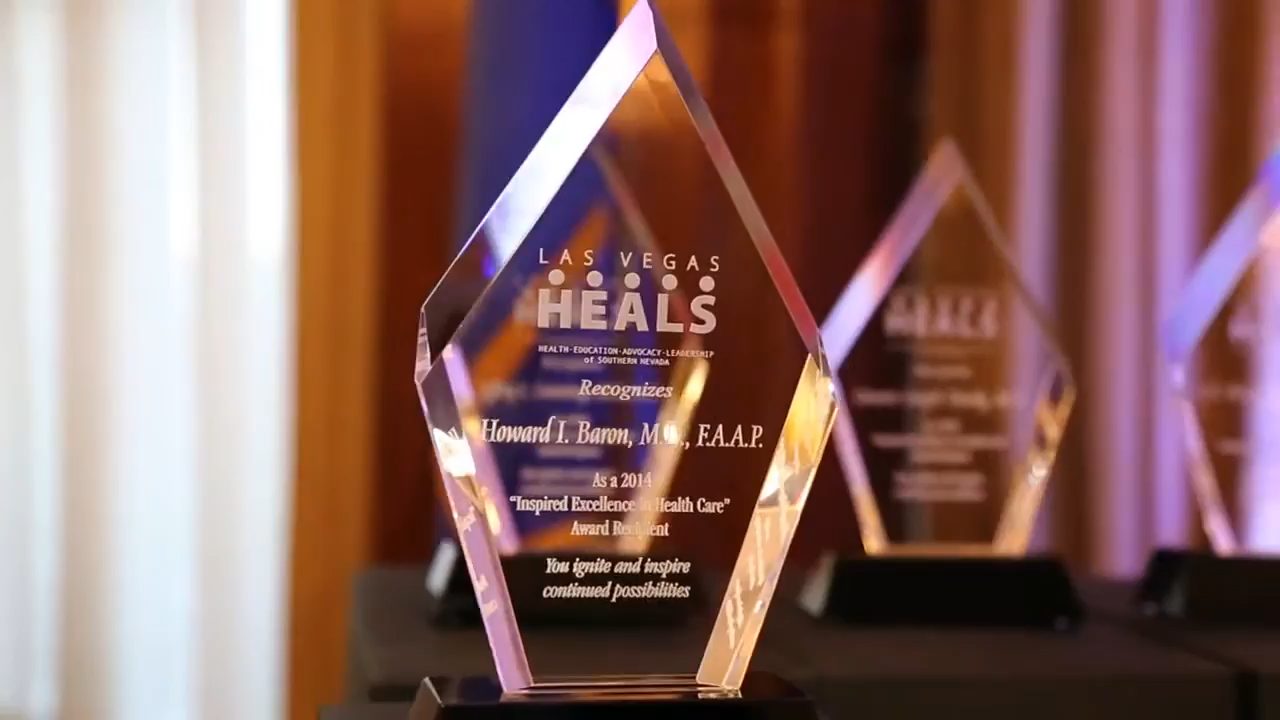 LAS VEGAS
HEALS
HEALTH-EDUCATION-ADVOCACY-LEADERSHIP
of SOUTHERN NEVADA
Recognizes
Howard I. Baron, M.D., F.A.A.P.
As a 2014
“Inspired Excellence in Health Care”
Award Recipient
You ignite and inspire
continued possibilities
HEALS